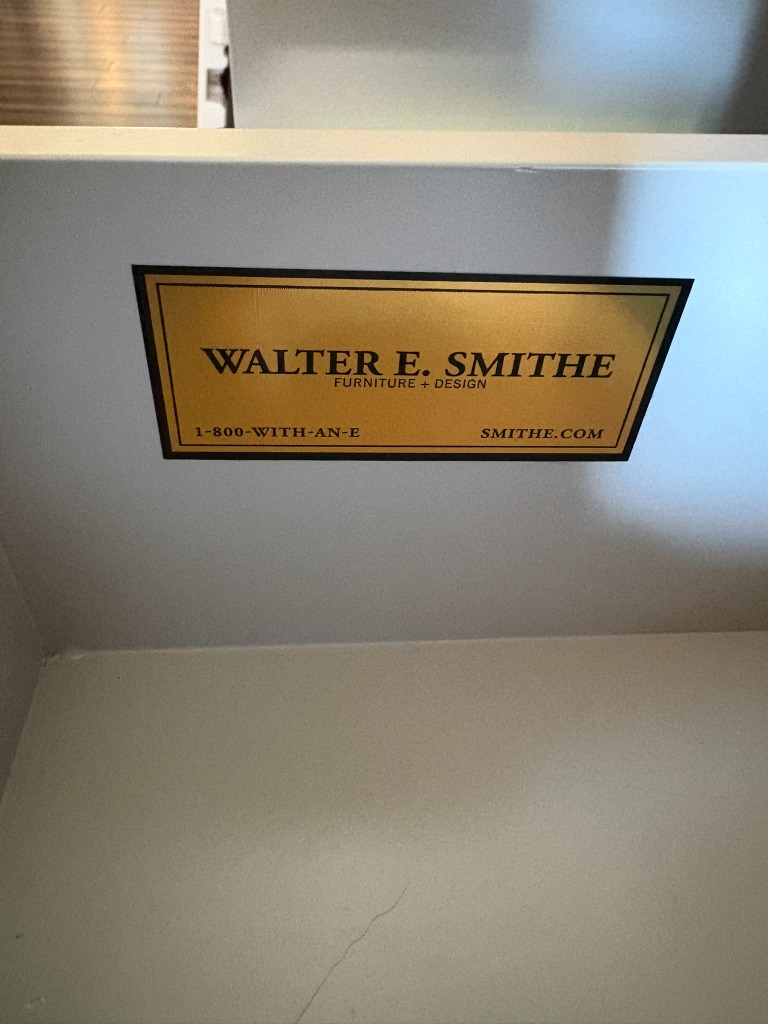 WALTER E. SMITHE
FURNITURE + DESIGN
1-800-WITH-AN-E SMITHE.COM